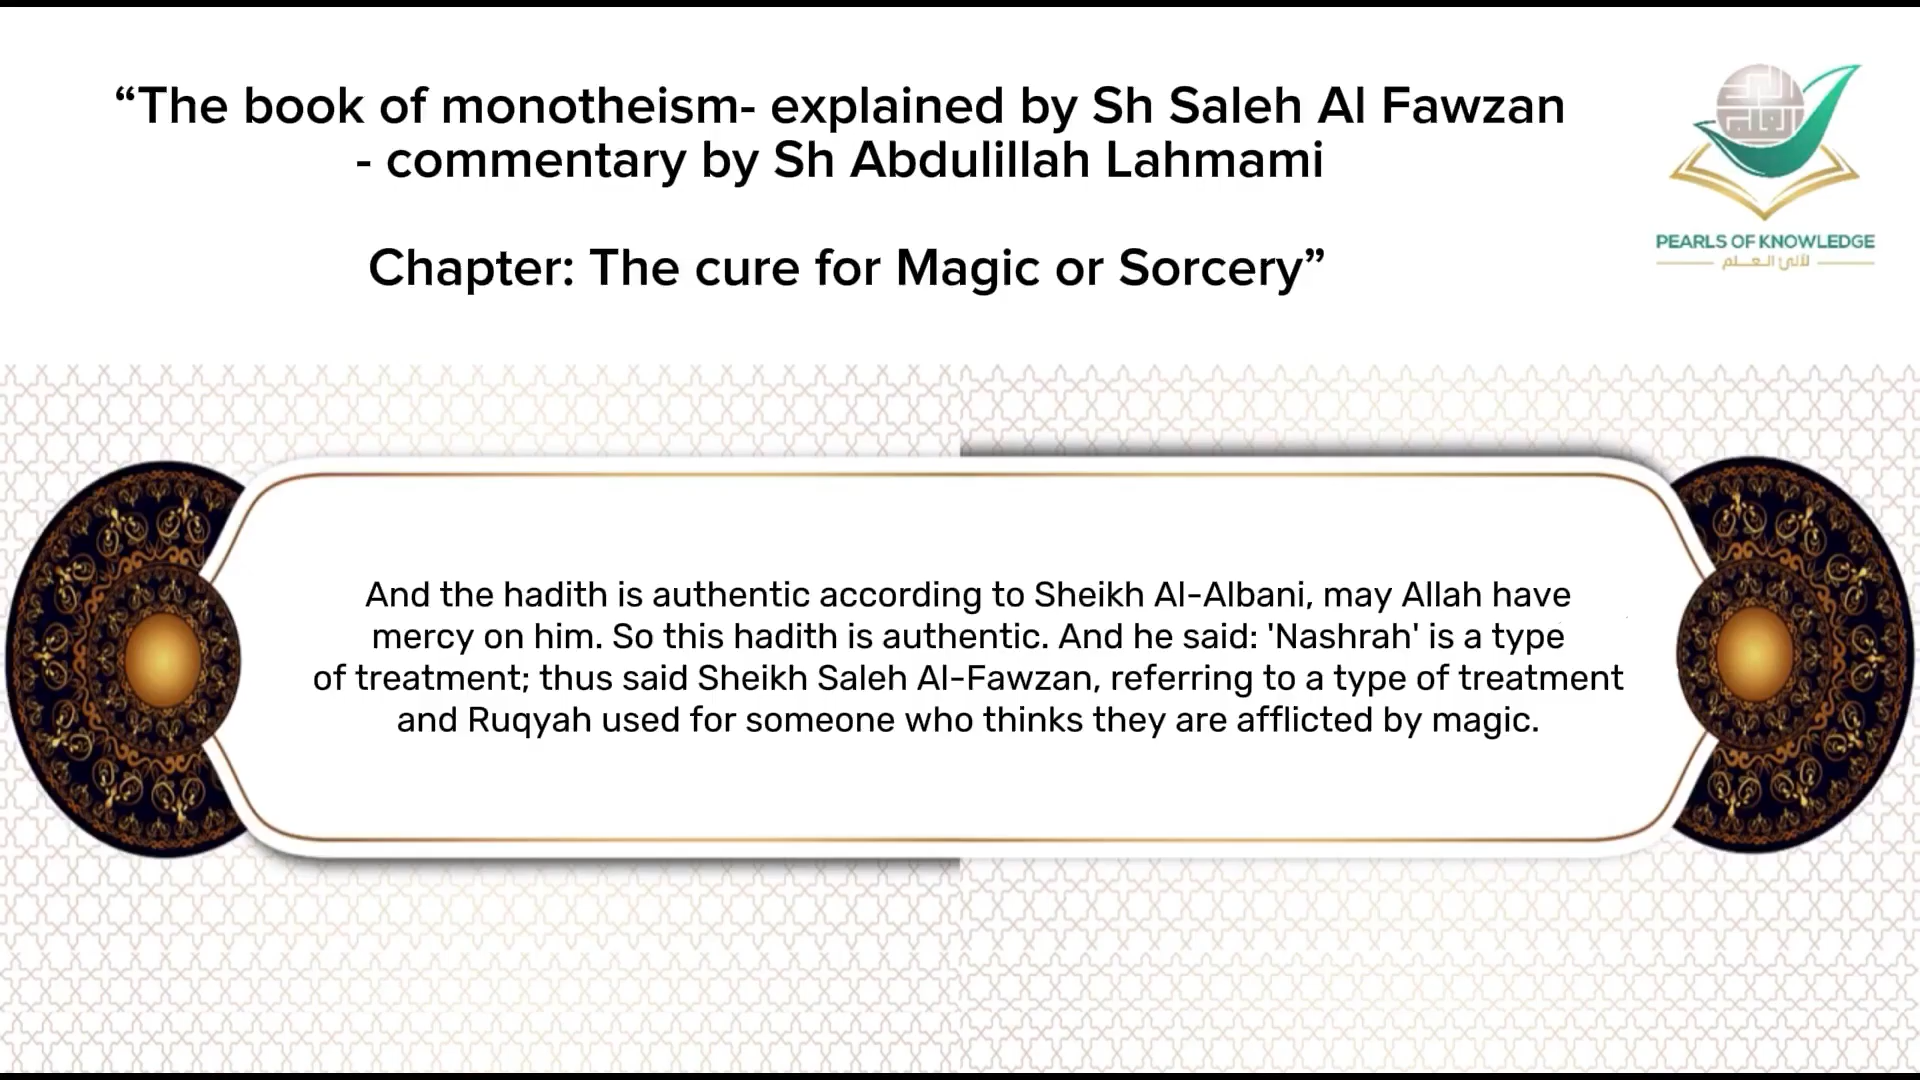 “The book of monotheism- explained by Sh Saleh Al Fawzan
- commentary by Sh Abdulillah Lahmami
Chapter: The cure for Magic or Sorcery”
PEARLS OF KNOWLEDGE
لآلئ العلم
And the hadith is authentic according to Sheikh Al-Albani, may Allah have
mercy on him. So this hadith is authentic. And he said: 'Nashrah' is a type
of treatment; thus said Sheikh Saleh Al-Fawzan, referring to a type of treatment
and Ruqyah used for someone who thinks they are afflicted by magic.